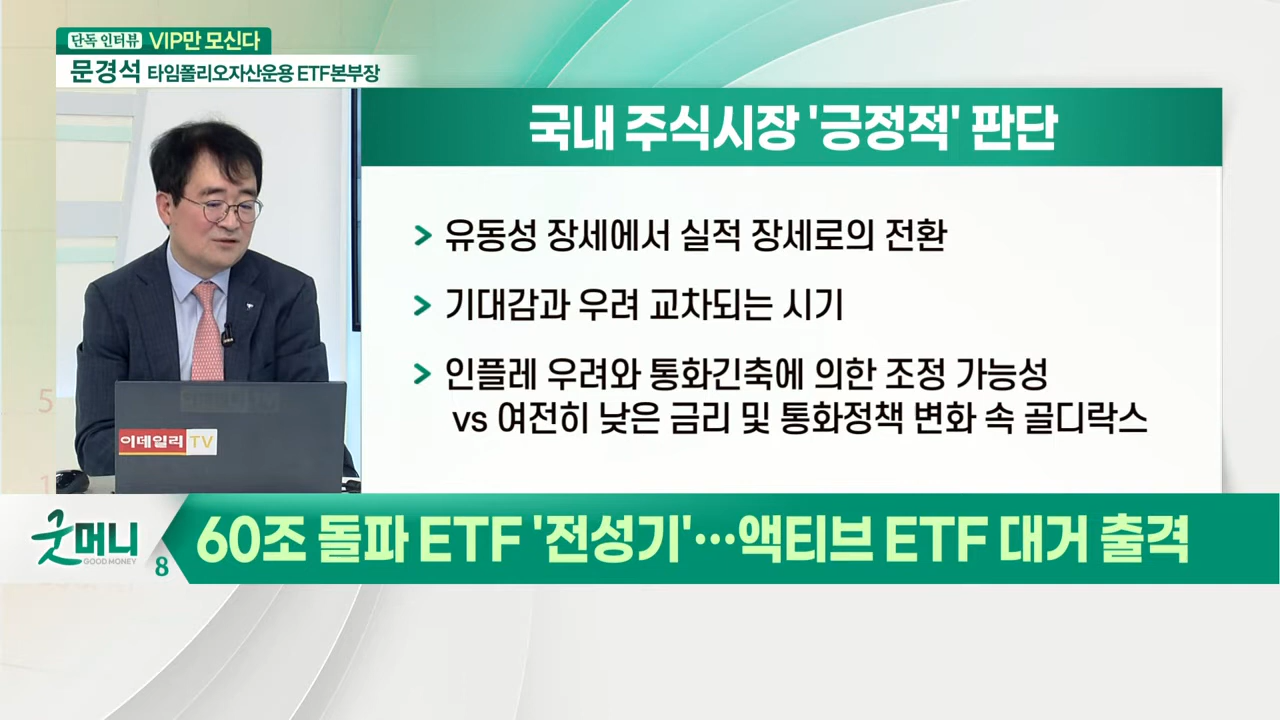 단독 인터뷰 VIP만 모신다
문경석 타임폴리오자산운용 ETF본부장
국내 주식시장 '긍정적' 판단
> 유동성 장세에서 실적 장세로의 전환
> 기대감과 우려 교차되는 시기
> 인플레 우려와 통화긴축에 의한 조정 가능성
vs 여전히 낮은 금리 및 통화정책 변화 속 골디락스
5
1
이데일리 TV
굿머니
GOOD MONEY
8
60조 돌파 ETF '전성기'…액티브 ETF 대거 출격